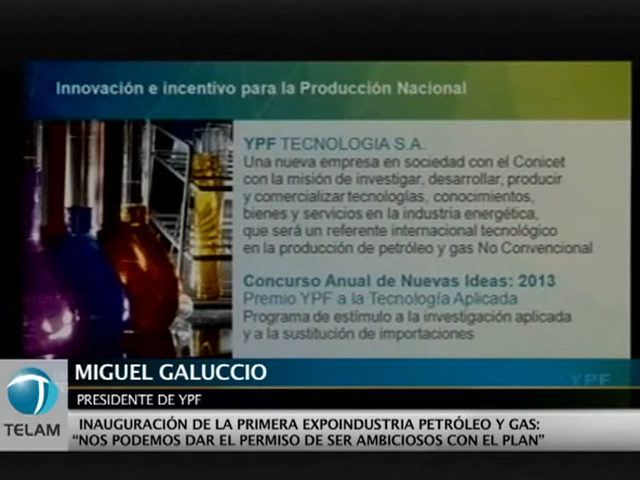 Innovación e incentivo para la Producción Nacional
YPF TECNOLOGIA S.A.
Una nueva empresa en sociedad con el Conicet
con la misión de investigar, desarrollar, producir
y comercializar tecnologías, conocimientos,
bienes y servicios en la industria energética,
que será un referente internacional tecnológico
en la producción de petróleo y gas No Convencional
Concurso Anual de Nuevas Ideas: 2013
Premio YPF a la Tecnología Aplicada
Programa de estímulo a la investigación aplicada
y a la sustitución de importaciones
YPF
MIGUEL GALUCCIO
PRESIDENTE DE YPF
TELAM
INAUGURACIÓN DE LA PRIMERA EXPOINDUSTRIA PETRÓLEO Y GAS:
“NOS PODEMOS DAR EL PERMISO DE SER AMBICIOSOS CON EL PLAN”